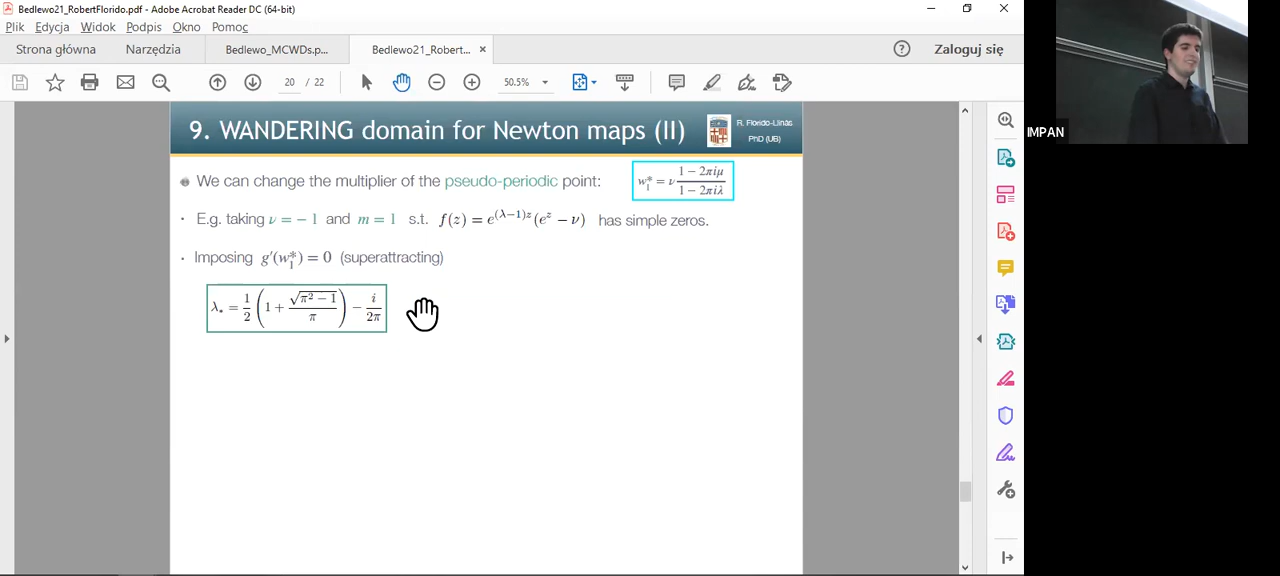 Bedlewo21_RobertFlorido.pdf - Adobe Acrobat Reader DC (64-bit)
Plik Edycja Widok Podpis Okno Pomoc
Strona główna Narzędzia Bedlewo_MCWDs.p... Bedlewo21_Robert... × Zaloguj się
20 / 22 50.5%
9. WANDERING domain for Newton maps (II)
R. Florido-Llinàs
PhD (UB)
IMPAN
We can change the multiplier of the pseudo-periodic point: w₁* = ν (1 − 2πiμ)/(1 − 2πiλ)
· E.g. taking ν = − 1 and m = 1 s.t. f(z) = e^{(λ−1)z}(e^z − ν) has simple zeros.
· Imposing g′(w₁*) = 0 (superattracting)
λ* = 1/2 (1 + √(π² − 1)/π) − i/2π